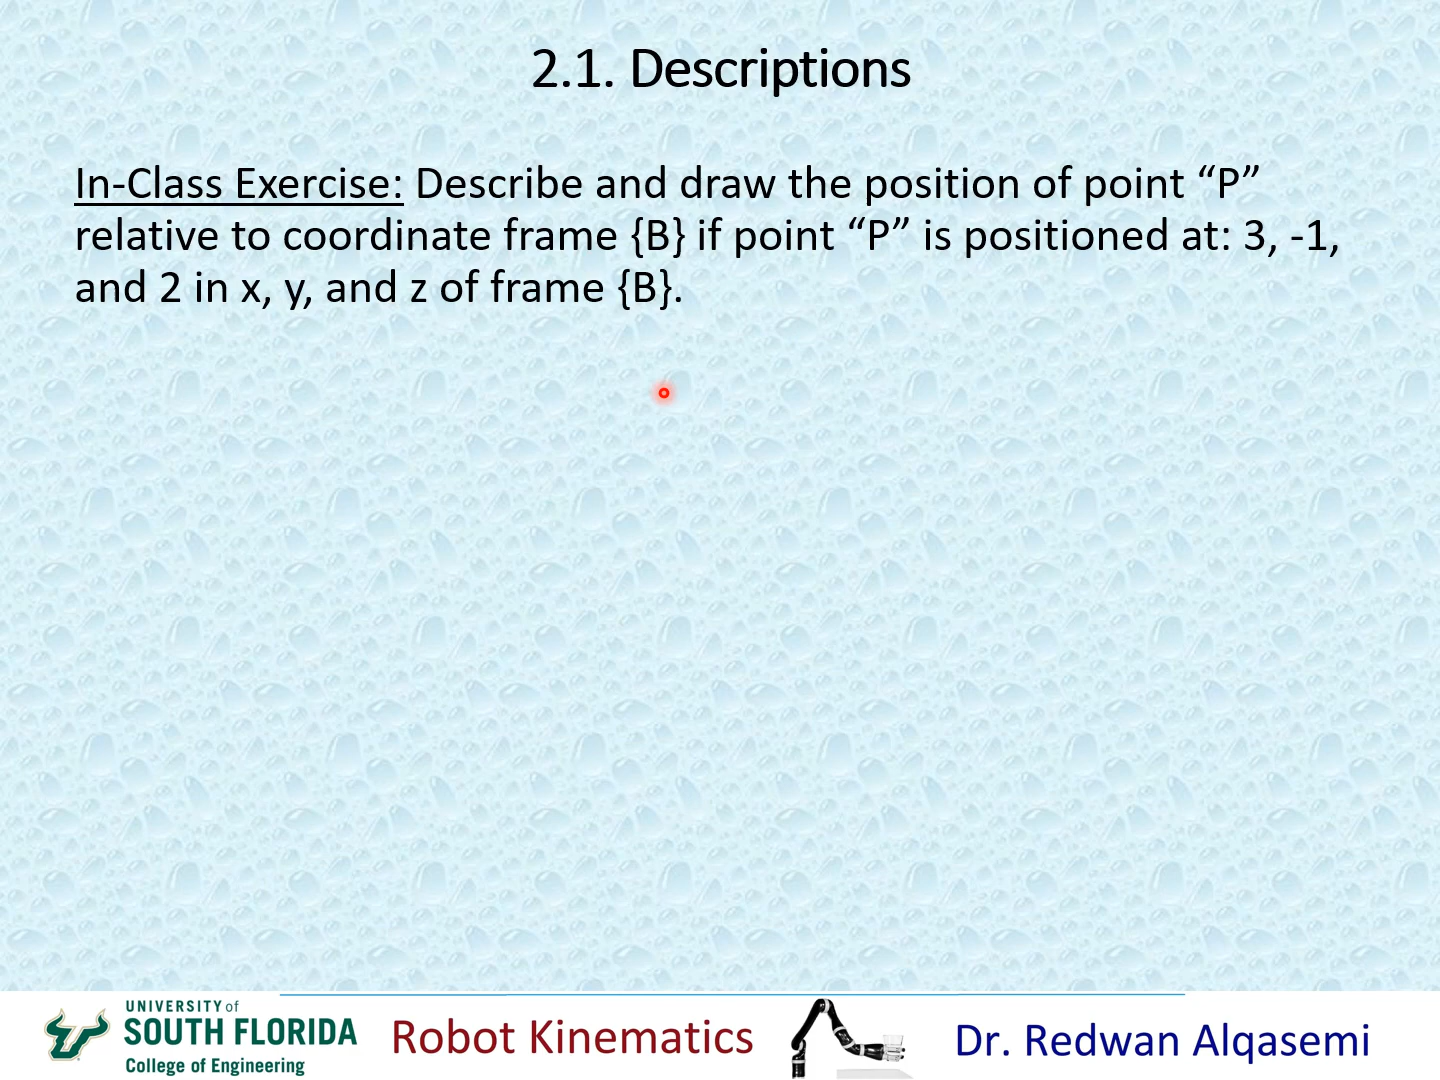 2.1. Descriptions
In-Class Exercise: Describe and draw the position of point “P”
relative to coordinate frame {B} if point “P” is positioned at: 3, -1,
and 2 in x, y, and z of frame {B}.
UNIVERSITY of
SOUTH FLORIDA
College of Engineering
Robot Kinematics
Dr. Redwan Alqasemi